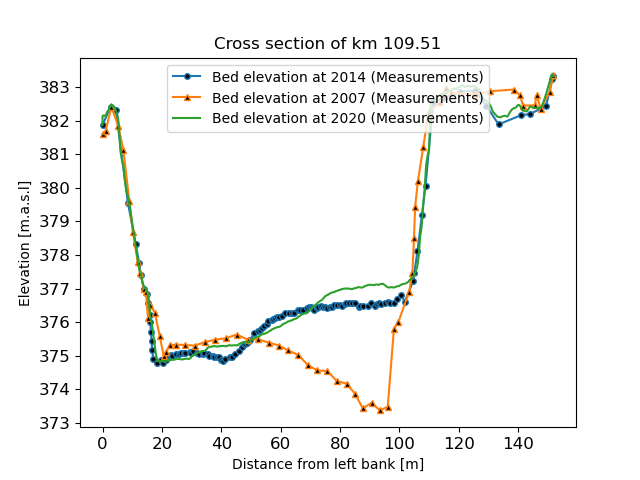 Cross section of km 109.51
Bed elevation at 2014 (Measurements)
Bed elevation at 2007 (Measurements)
Bed elevation at 2020 (Measurements)
Elevation [m.a.s.l]
383
382
381
380
379
378
377
376
375
374
373
0 20 40 60 80 100 120 140
Distance from left bank [m]